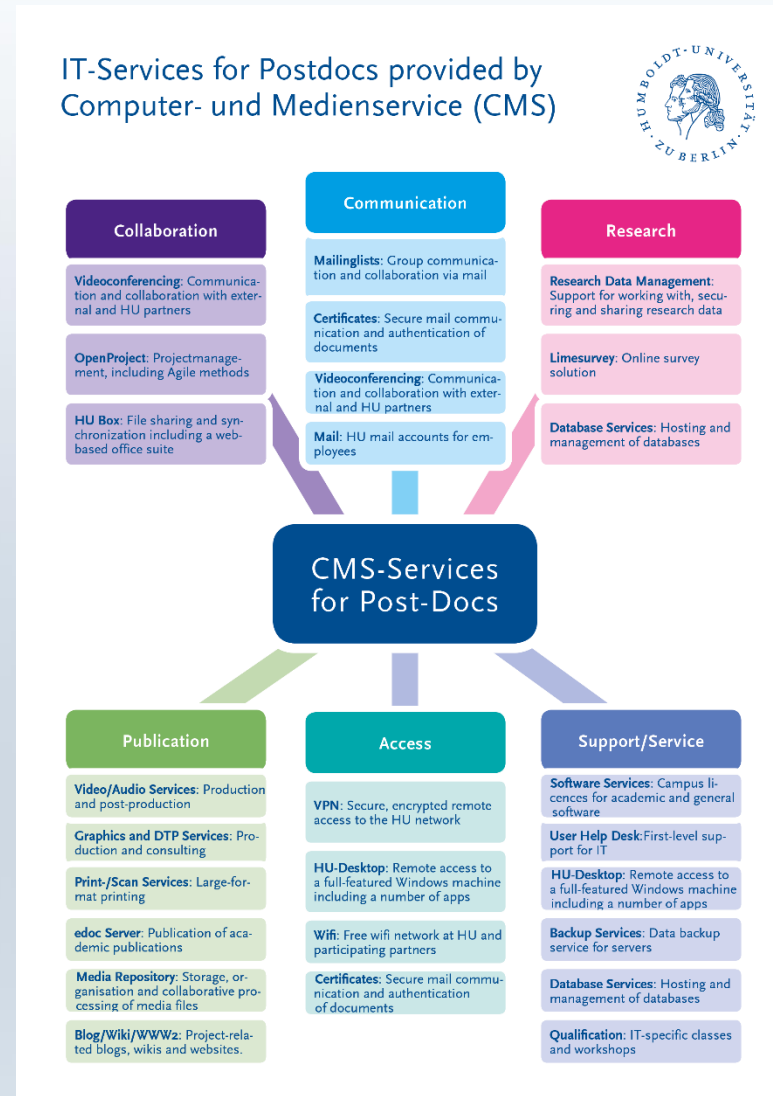 IT-Services for Postdocs provided by
Computer- und Medienservice (CMS)
HUMBOLDT-UNIVERSITÄT
ZU BERLIN
Collaboration
Videoconferencing: Communica-
tion and collaboration with exter-
nal and HU partners
OpenProject: Projectmanage-
ment, including Agile methods
HU Box: File sharing and syn-
chronization including a web-
based office suite
Communication
Mailinglists: Group communica-
tion and collaboration via mail
Certificates: Secure mail commu-
nication and authentication of
documents
Videoconferencing: Communica-
tion and collaboration with exter-
nal and HU partners
Mail: HU mail accounts for em-
ployees
Research
Research Data Management:
Support for working with, secu-
ring and sharing research data
Limesurvey: Online survey
solution
Database Services: Hosting and
management of databases
CMS-Services
for Post-Docs
Publication
Video/Audio Services: Production
and post-production
Graphics and DTP Services: Pro-
duction and consulting
Print-/Scan Services: Large-for-
mat printing
edoc Server: Publication of aca-
demic publications
Media Repository: Storage, or-
ganisation and collaborative pro-
cessing of media files
Blog/Wiki/WWW2: Project-rela-
ted blogs, wikis and websites.
Access
VPN: Secure, encrypted remote
access to the HU network
HU-Desktop: Remote access to
a full-featured Windows machine
including a number of apps
Wifi: Free wifi network at HU and
participating partners
Certificates: Secure mail commu-
nication and authentication
of documents
Support/Service
Software Services: Campus li-
cences for academic and general
software
User Help Desk:First-level sup-
port for IT
HU-Desktop: Remote access to
a full-featured Windows machine
including a number of apps
Backup Services: Data backup
service for servers
Database Services: Hosting and
management of databases
Qualification: IT-specific classes
and workshops